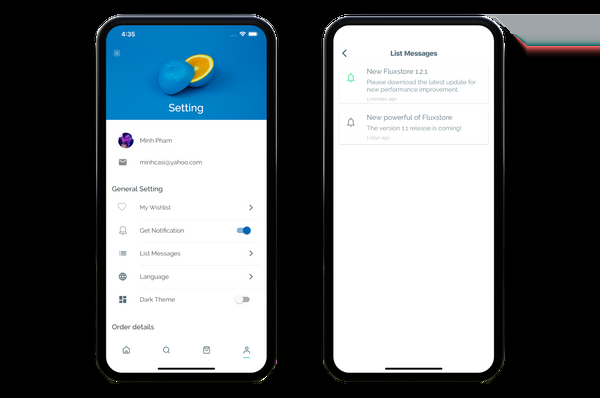 4:35
Setting
Minh Pham
minhcasi@yahoo.com
General Setting
My Wishlist
Get Notification
List Messages
Language
Dark Theme
Order details
List Messages
New Fluxstore 1.2.1
Please download the latest update for
new performance improvement.
1 minutes ago
New powerful of Fluxstore
The version 1.1 release is coming!
1 days ago